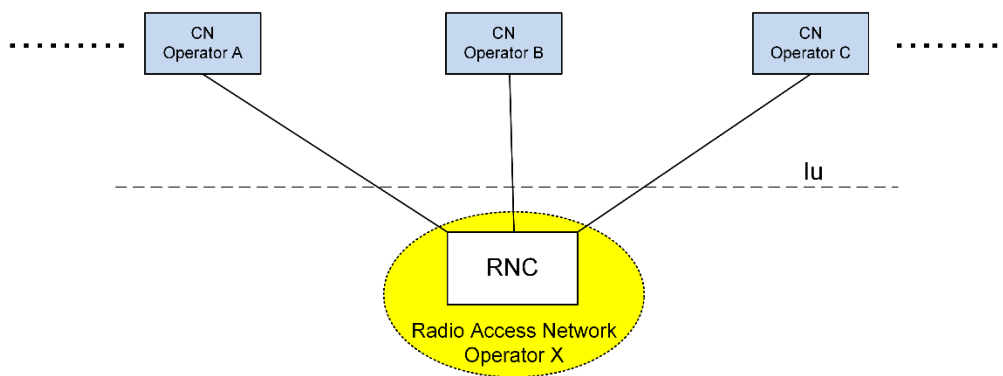 CN
Operator A
CN
Operator B
CN
Operator C
Iu
RNC
Radio Access Network
Operator X